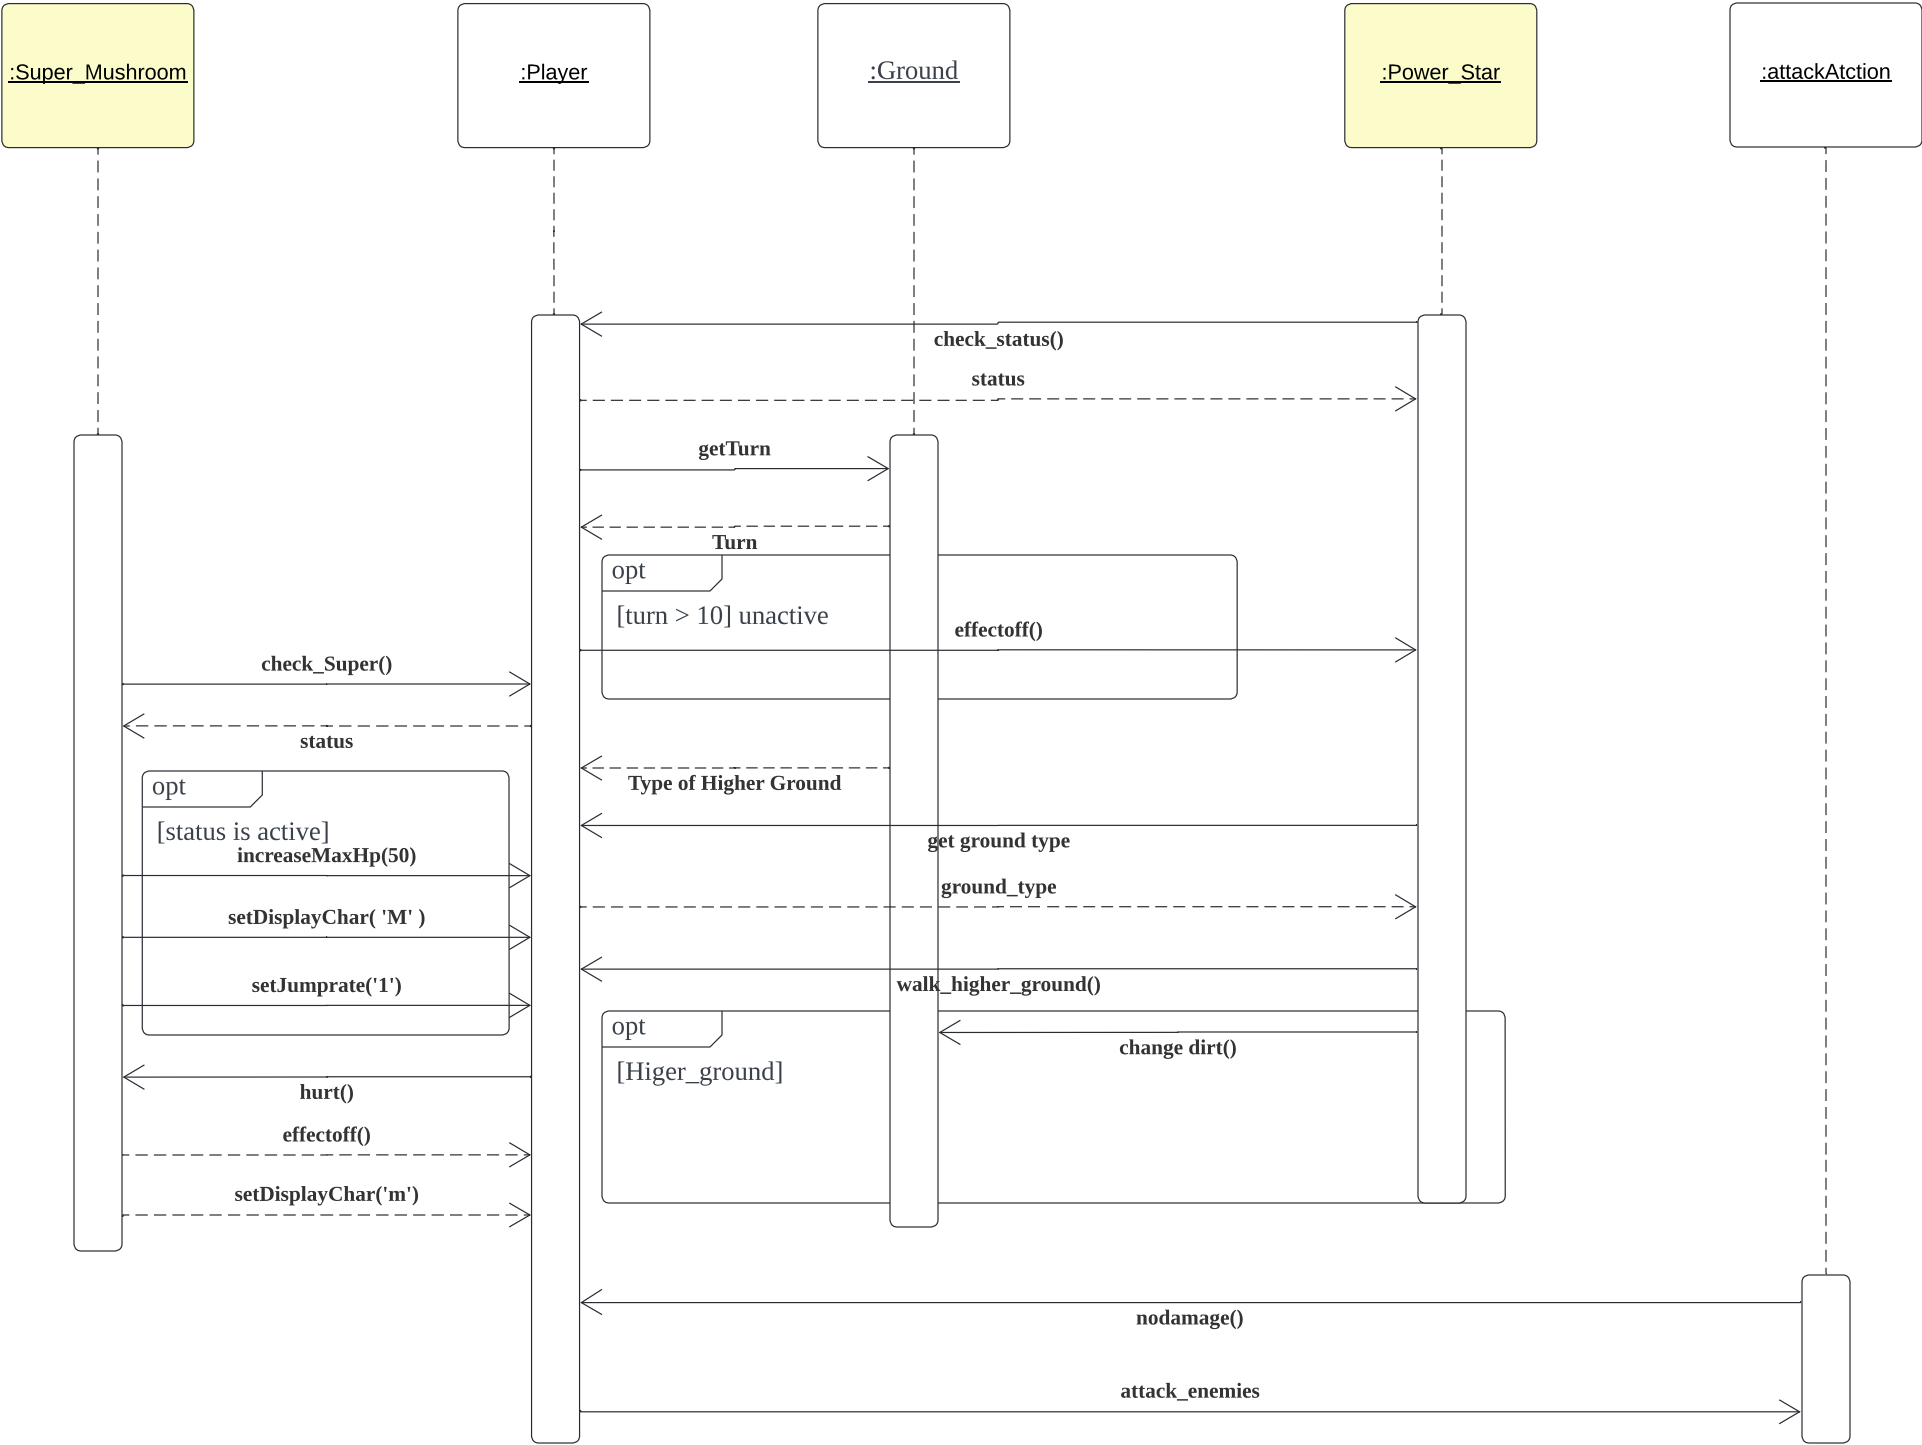 :Super_Mushroom
:Player
:Ground
:Power_Star
:attackAtction
check_status()
status
getTurn
Turn
opt
[turn > 10] unactive
effectoff()
check_Super()
status
Type of Higher Ground
opt
[status is active]
get ground type
increaseMaxHp(50)
ground_type
setDisplayChar( 'M' )
walk_higher_ground()
setJumprate('1')
opt
change dirt()
[Higer_ground]
hurt()
effectoff()
setDisplayChar('m')
nodamage()
attack_enemies